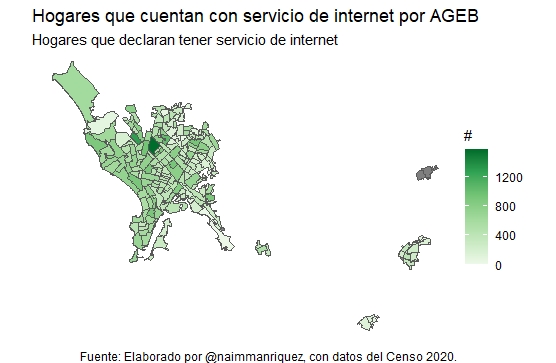 Hogares que cuentan con servicio de internet por AGEB
Hogares que declaran tener servicio de internet
#
1200
800
400
0
Fuente: Elaborado por @naimmanriquez, con datos del Censo 2020.